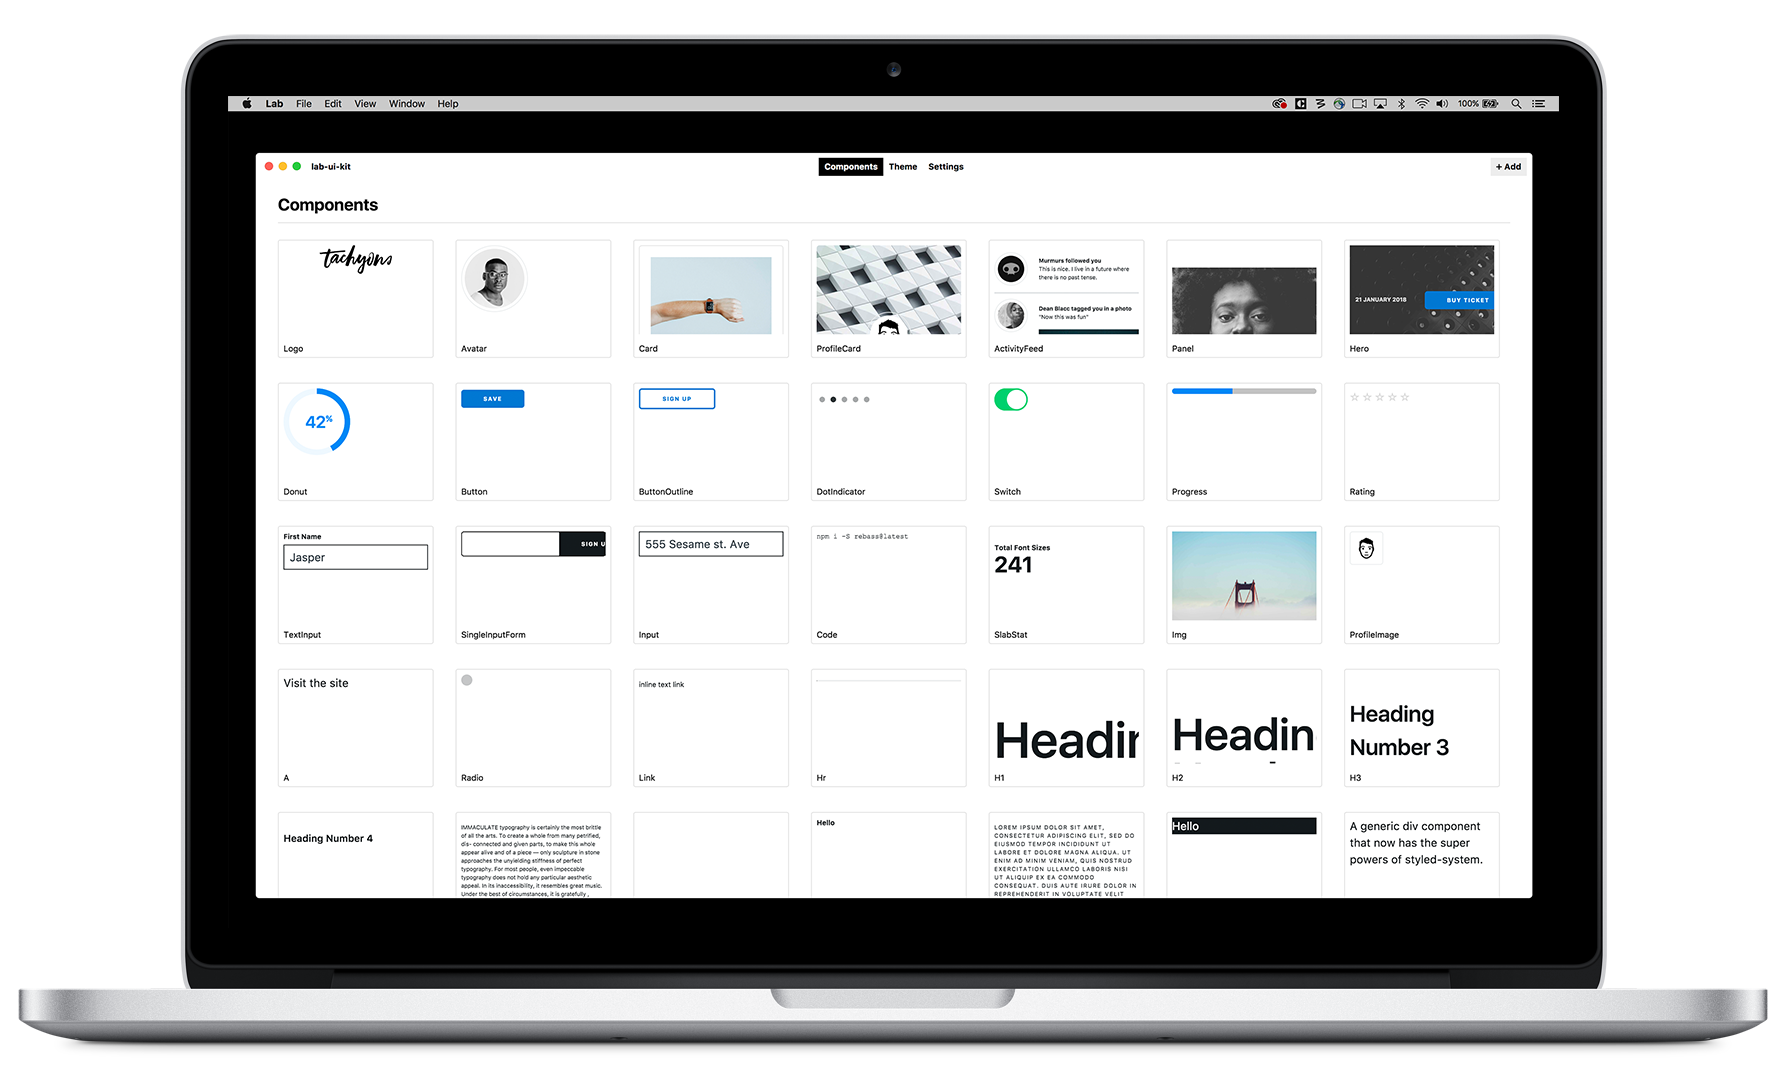 Lab File Edit View Window Help 100%
lab-ui-kit Components Theme Settings + Add
Components
tachyons
Logo
Avatar
Card
ProfileCard
Murmurs followed you
This is nice. I live in a future where
there is no past tense.
Dean Blacc tagged you in a photo
"Now this was fun"
ActivityFeed
Panel
21 JANUARY 2018 BUY TICKET
Hero
42%
Donut
SAVE
Button
SIGN UP
ButtonOutline
DotIndicator
Switch
Progress
Rating
First Name
Jasper
TextInput
SIGN U
SingleInputForm
555 Sesame st. Ave
Input
npm i -S rebass@latest
Code
Total Font Sizes
241
SlabStat
Img
ProfileImage
Visit the site
A
Radio
inline text link
Link
Hr
Headin
H1
Headin
H2
Heading
Number 3
H3
Heading Number 4
IMMACULATE typography is certainly the most brittle
of all the arts. To create a whole from many petrified,
dis- connected and given parts, to make this whole
appear alive and of a piece — only sculpture in stone
approaches the unyielding stiffness of perfect
typography. For most people, even impeccable
typography does not hold any particular aesthetic
appeal. In its inaccessibility, it resembles great music.
Under the best of circumstances, it is gratefully ,
Hello
LOREM IPSUM DOLOR SIT AMET,
CONSECTETUR ADIPISCING ELIT, SED DO
EIUSMOD TEMPOR INCIDIDUNT UT
LABORE ET DOLORE MAGNA ALIQUA. UT
ENIM AD MINIM VENIAM, QUIS NOSTRUD
EXERCITATION ULLAMCO LABORIS NISI
UT ALIQUIP EX EA COMMODO
CONSEQUAT. DUIS AUTE IRURE DOLOR IN
REPREHENDERIT IN VOLUPTATE VELIT
Hello
A generic div component
that now has the super
powers of styled-system.